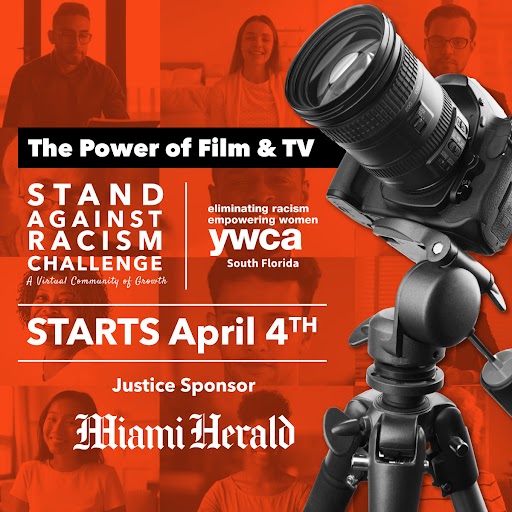 The Power of Film & TV
STAND
AGAINST
RACISM
CHALLENGE
A Virtual Community of Growth
eliminating racism
empowering women
ywca
South Florida
STARTS April 4TH
Justice Sponsor
Miami Herald